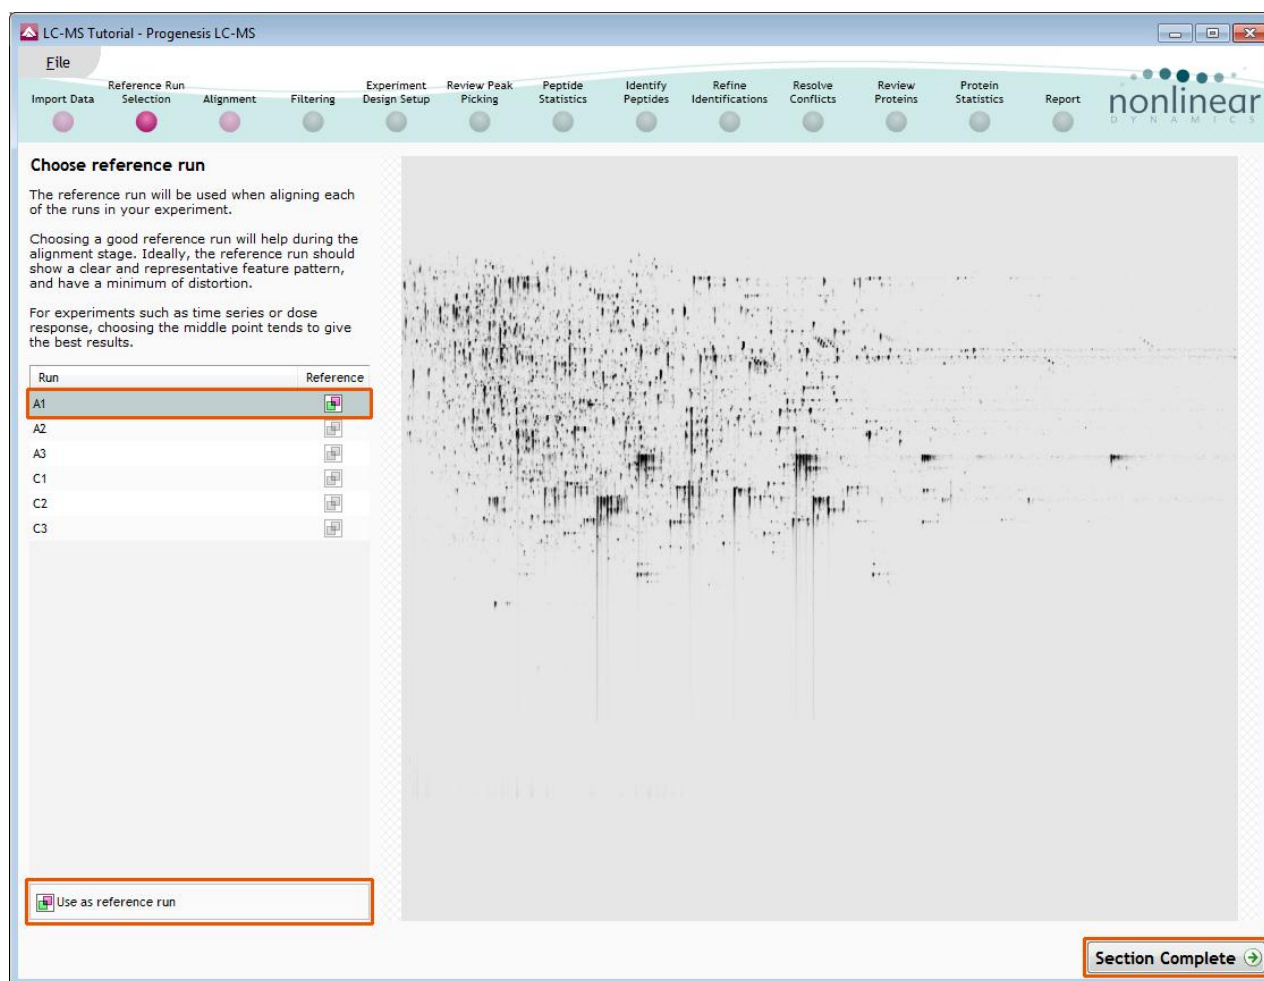 LC-MS Tutorial - Progenesis LC-MS
File
Import Data
Reference Run
Selection
Alignment
Filtering
Experiment
Design Setup
Review Peak
Picking
Peptide
Statistics
Identify
Peptides
Refine
Identifications
Resolve
Conflicts
Review
Proteins
Protein
Statistics
Report
nonlinear
DYNAMICS
Choose reference run
The reference run will be used when aligning each
of the runs in your experiment.
Choosing a good reference run will help during the
alignment stage. Ideally, the reference run should
show a clear and representative feature pattern,
and have a minimum of distortion.
For experiments such as time series or dose
response, choosing the middle point tends to give
the best results.
Run Reference
A1
A2
A3
C1
C2
C3
Use as reference run
Section Complete